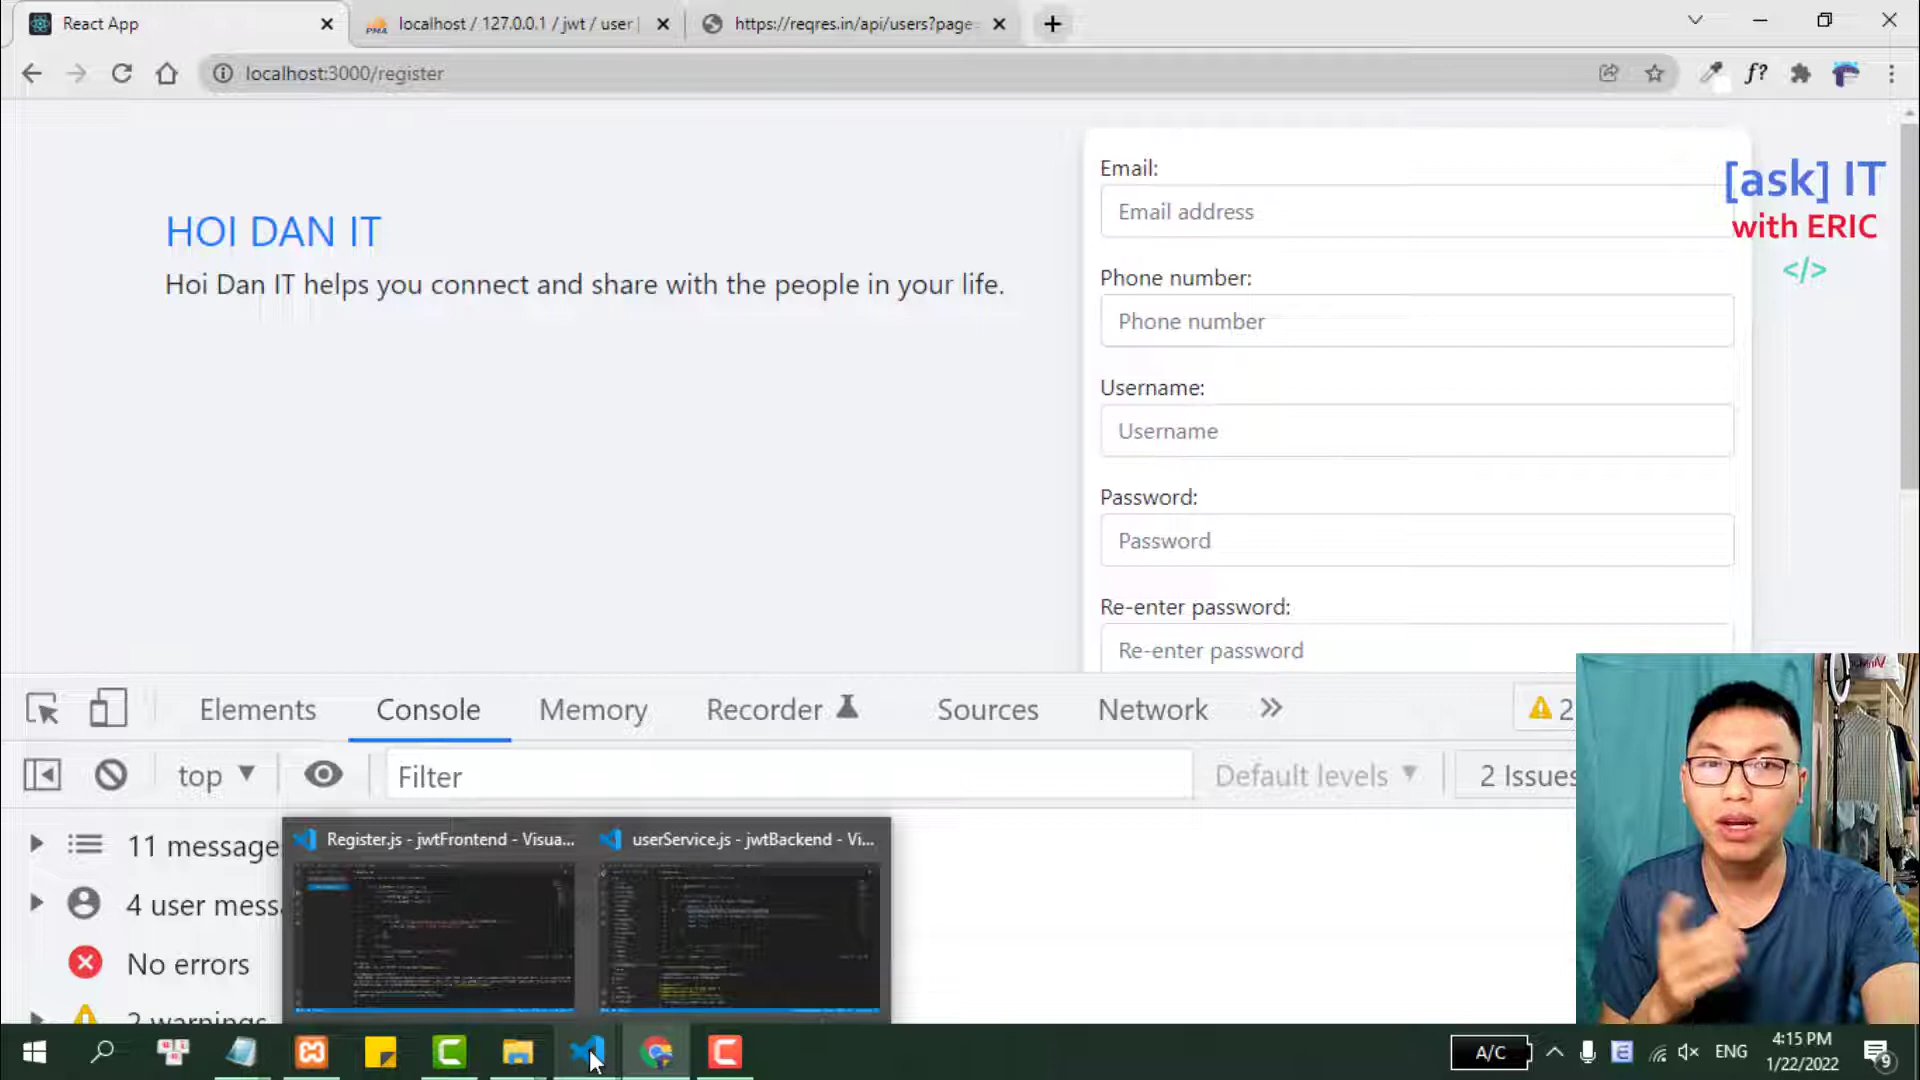 React App
localhost / 127.0.0.1 / jwt / user
https://reqres.in/api/users?page=
localhost:3000/register
f?
[ask] IT
with ERIC
</>
HOI DAN IT
Hoi Dan IT helps you connect and share with the people in your life.
Email:
Email address
Phone number:
Phone number
Username:
Username
Password:
Password
Re-enter password:
Re-enter password
Elements
Console
Memory
Recorder
Sources
Network
2
top
Filter
Default levels
2 Issues
11 message
4 user mess
No errors
2 warnings
Register.js - jwtFrontend - Visua...
userService.js - jwtBackend - Vi...
A/C
ENG
4:15 PM
1/22/2022
9